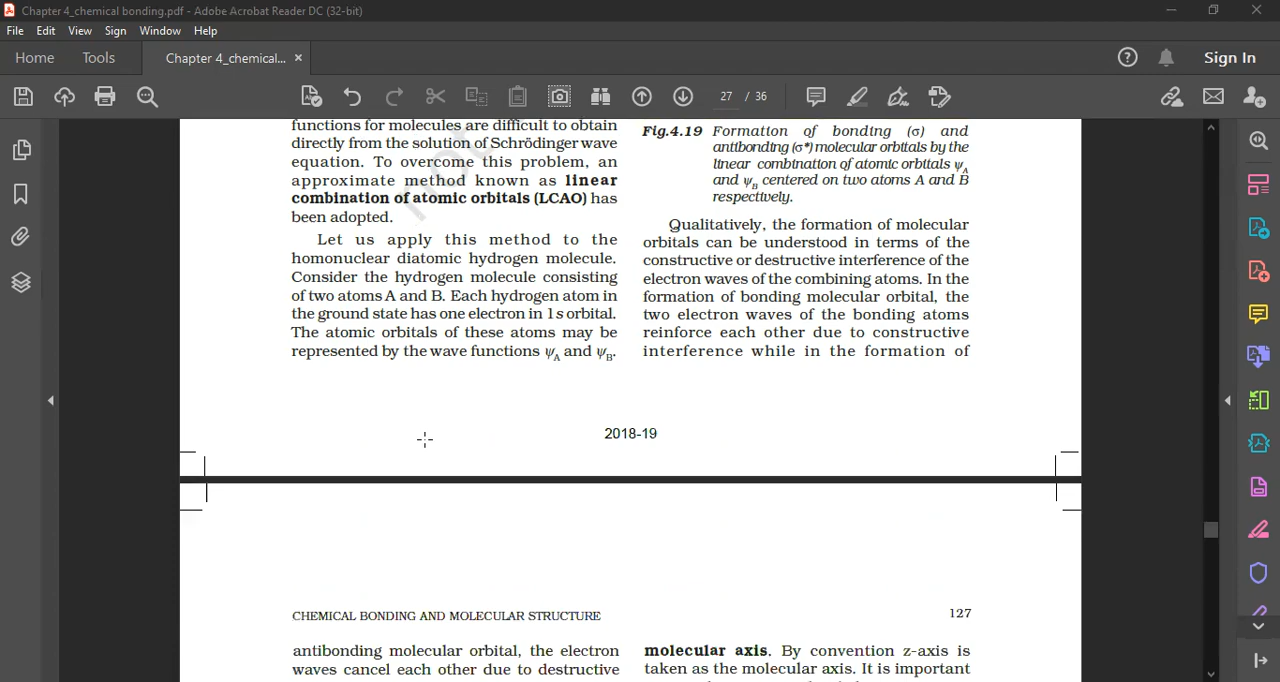 Chapter 4_chemical bonding.pdf - Adobe Acrobat Reader DC (32-bit)
File Edit View Sign Window Help
Home Tools Chapter 4_chemical... × Sign In
27 / 36
functions for molecules are difficult to obtain
directly from the solution of Schrödinger wave
equation. To overcome this problem, an
approximate method known as linear
combination of atomic orbitals (LCAO) has
been adopted.
Let us apply this method to the
homonuclear diatomic hydrogen molecule.
Consider the hydrogen molecule consisting
of two atoms A and B. Each hydrogen atom in
the ground state has one electron in 1s orbital.
The atomic orbitals of these atoms may be
represented by the wave functions ψA and ψB.
Fig.4.19 Formation of bonding (σ) and
antibonding (σ*) molecular orbitals by the
linear combination of atomic orbitals ψA
and ψB centered on two atoms A and B
respectively.
Qualitatively, the formation of molecular
orbitals can be understood in terms of the
constructive or destructive interference of the
electron waves of the combining atoms. In the
formation of bonding molecular orbital, the
two electron waves of the bonding atoms
reinforce each other due to constructive
interference while in the formation of
not
2018-19
CHEMICAL BONDING AND MOLECULAR STRUCTURE 127
antibonding molecular orbital, the electron
waves cancel each other due to destructive
molecular axis. By convention z-axis is
taken as the molecular axis. It is important